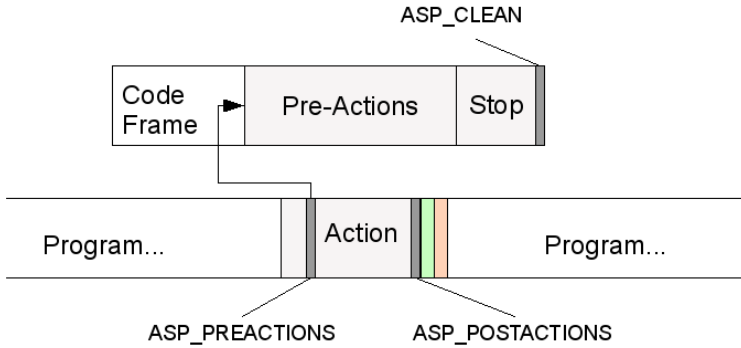 ASP_CLEAN
Code
Frame
Pre-Actions
Stop
Program...
Action
Program...
ASP_PREACTIONS
ASP_POSTACTIONS